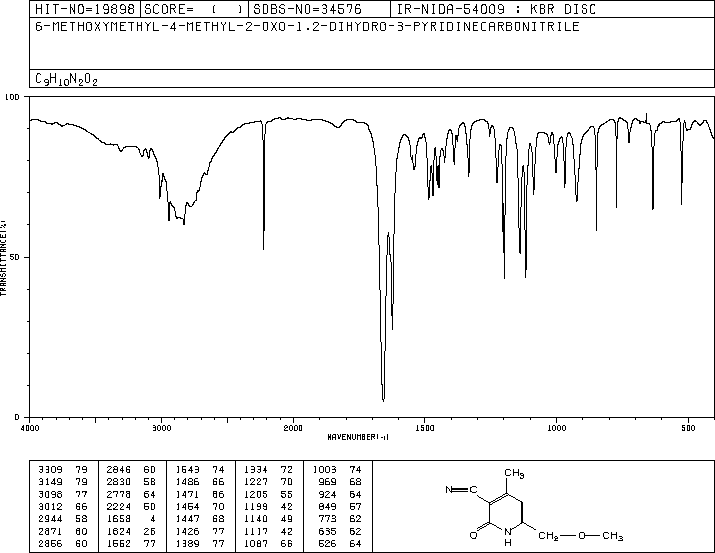 HIT-NO=19898 SCORE= ( ) SDBS-NO=34576 IR-NIDA-54009 : KBR DISC
6-METHOXYMETHYL-4-METHYL-2-OXO-1,2-DIHYDRO-3-PYRIDINECARBONITRILE
C9H10N2O2
100
50
0
TRANSMITTANCE(%)
4000 3000 2000 1500 1000 500
WAVENUMBER(-1)
3309 79 2846 60 1543 74 1334 72 1003 74
3149 79 2830 58 1486 66 1227 70 969 68
3098 77 2778 64 1471 66 1205 55 924 64
3012 66 2224 50 1454 70 1199 42 849 57
2944 58 1658 4 1447 68 1140 49 773 62
2871 60 1624 26 1426 77 1117 42 635 62
2856 60 1552 77 1389 77 1087 66 526 64
CH3
N
C
O
N
H
CH2
O
CH3